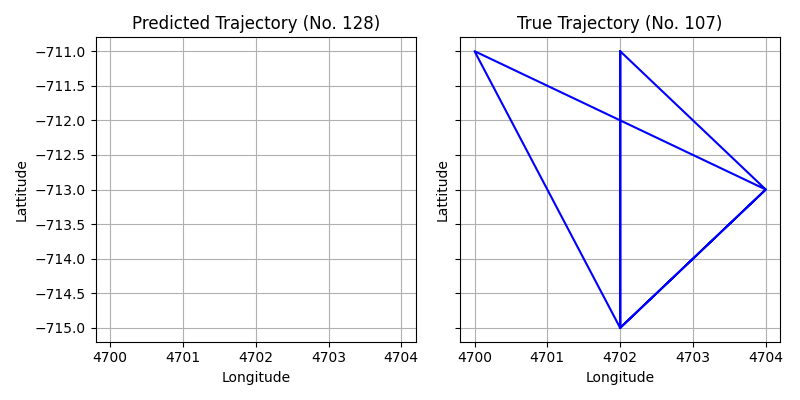 Predicted Trajectory (No. 128)
True Trajectory (No. 107)
Lattitude
−711.0
−711.5
−712.0
−712.5
−713.0
−713.5
−714.0
−714.5
−715.0
4700 4701 4702 4703 4704
Longitude
Lattitude
4700 4701 4702 4703 4704
Longitude